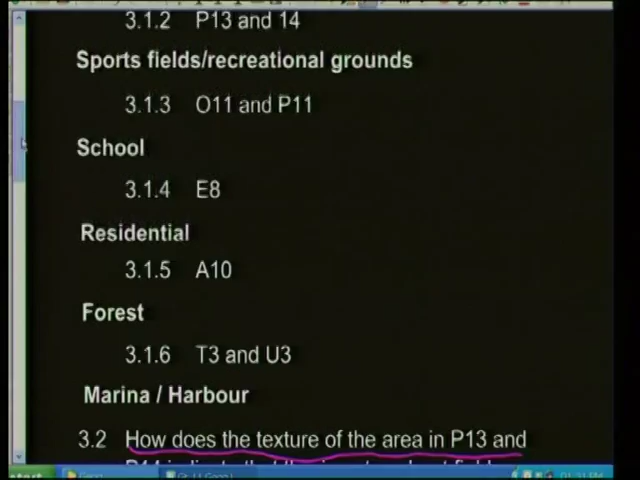 3.1.2 P13 and 14
Sports fields/recreational grounds
3.1.3 O11 and P11
School
3.1.4 E8
Residential
3.1.5 A10
Forest
3.1.6 T3 and U3
Marina / Harbour
3.2 How does the texture of the area in P13 and